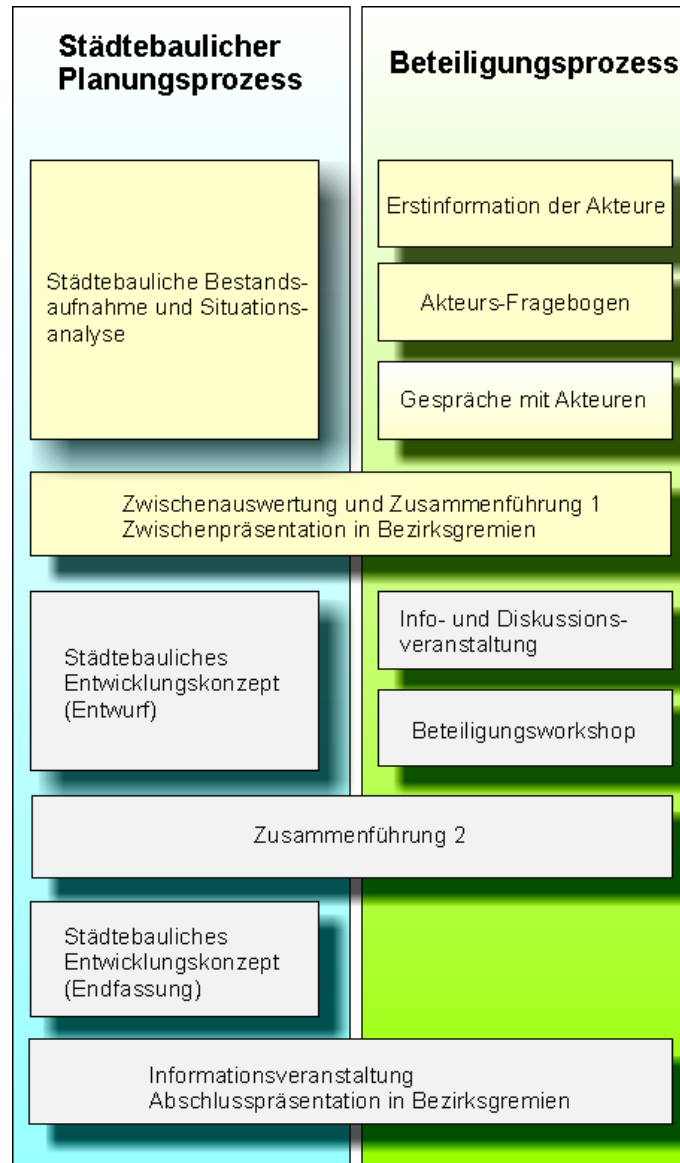 Städtebaulicher
Planungsprozess
Beteiligungsprozess
Städtebauliche Bestands-
aufnahme und Situations-
analyse
Erstinformation der Akteure
Akteurs-Fragebogen
Gespräche mit Akteuren
Zwischenauswertung und Zusammenführung 1
Zwischenpräsentation in Bezirksgremien
Städtebauliches
Entwicklungskonzept
(Entwurf)
Info- und Diskussions-
veranstaltung
Beteiligungsworkshop
Zusammenführung 2
Städtebauliches
Entwicklungskonzept
(Endfassung)
Informationsveranstaltung
Abschlusspräsentation in Bezirksgremien